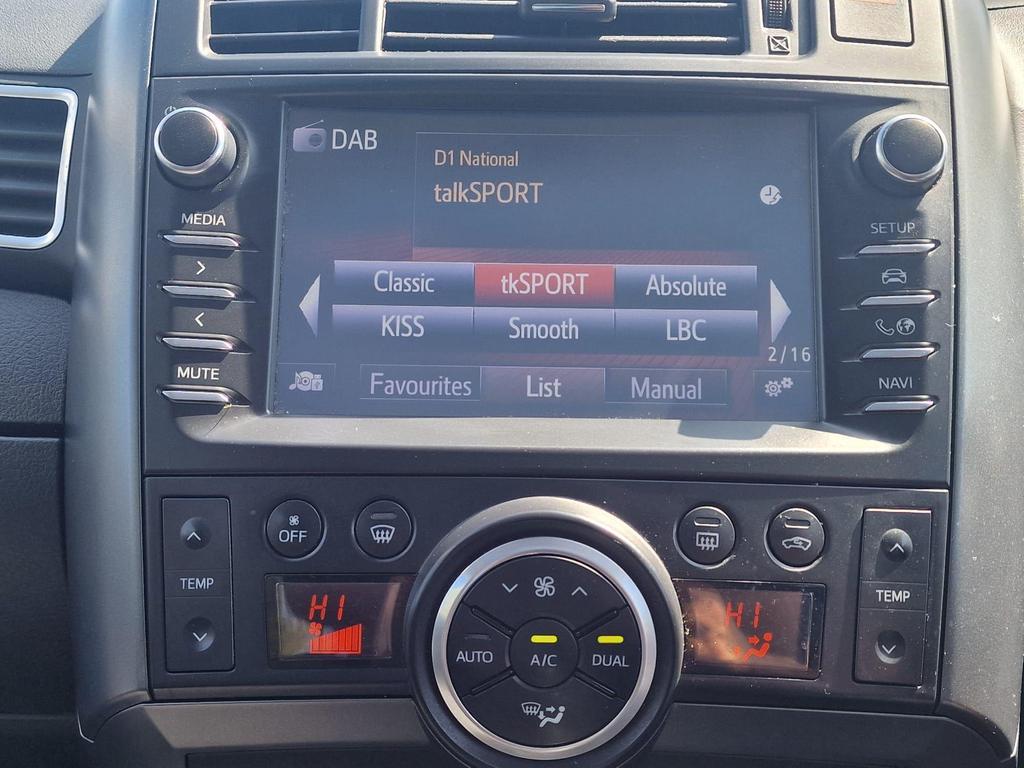 DAB
D1 National
talkSPORT
MEDIA
SETUP
Classic
tkSPORT
Absolute
KISS
Smooth
LBC
2/16
MUTE
NAVI
Favourites
List
Manual
OFF
TEMP
TEMP
HI
HI
AUTO
A/C
DUAL